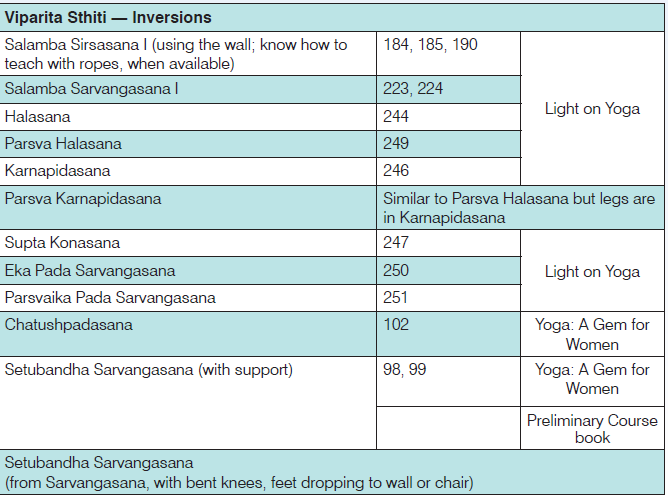 Viparita Sthiti — Inversions
Salamba Sirsasana I (using the wall; know how to
teach with ropes, when available)
184, 185, 190
Light on Yoga
Salamba Sarvangasana I
223, 224
Halasana
244
Parsva Halasana
249
Karnapidasana
246
Parsva Karnapidasana
Similar to Parsva Halasana but legs are
in Karnapidasana
Supta Konasana
247
Light on Yoga
Eka Pada Sarvangasana
250
Parsvaika Pada Sarvangasana
251
Chatushpadasana
102
Yoga: A Gem for
Women
Setubandha Sarvangasana (with support)
98, 99
Yoga: A Gem for
Women
Preliminary Course
book
Setubandha Sarvangasana
(from Sarvangasana, with bent knees, feet dropping to wall or chair)